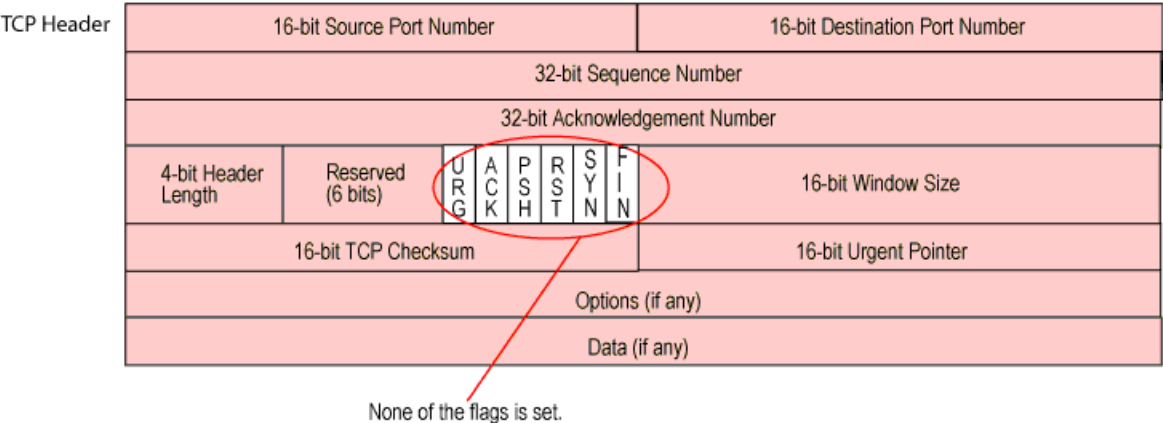 TCP Header
16-bit Source Port Number
16-bit Destination Port Number
32-bit Sequence Number
32-bit Acknowledgement Number
4-bit Header
Length
Reserved
(6 bits)
URG
ACK
PSH
RST
SYN
FIN
16-bit Window Size
16-bit TCP Checksum
16-bit Urgent Pointer
Options (if any)
Data (if any)
None of the flags is set.